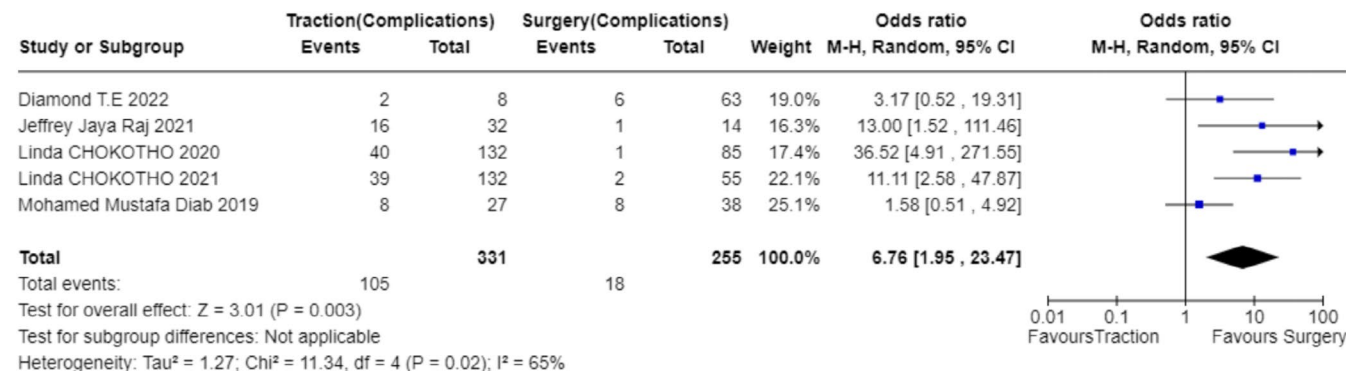 Traction(Complications) Surgery(Complications) Odds ratio Odds ratio
Study or Subgroup Events Total Events Total Weight M-H, Random, 95% CI M-H, Random, 95% CI
Diamond T.E 2022 2 8 6 63 19.0% 3.17 [0.52 , 19.31]
Jeffrey Jaya Raj 2021 16 32 1 14 16.3% 13.00 [1.52 , 111.46]
Linda CHOKOTHO 2020 40 132 1 85 17.4% 36.52 [4.91 , 271.55]
Linda CHOKOTHO 2021 39 132 2 55 22.1% 11.11 [2.58 , 47.87]
Mohamed Mustafa Diab 2019 8 27 8 38 25.1% 1.58 [0.51 , 4.92]
Total 331 255 100.0% 6.76 [1.95 , 23.47]
Total events: 105 18
Test for overall effect: Z = 3.01 (P = 0.003)
Test for subgroup differences: Not applicable
Heterogeneity: Tau² = 1.27; Chi² = 11.34, df = 4 (P = 0.02); I² = 65%
0.01 0.1 1 10 100
FavoursTraction Favours Surgery